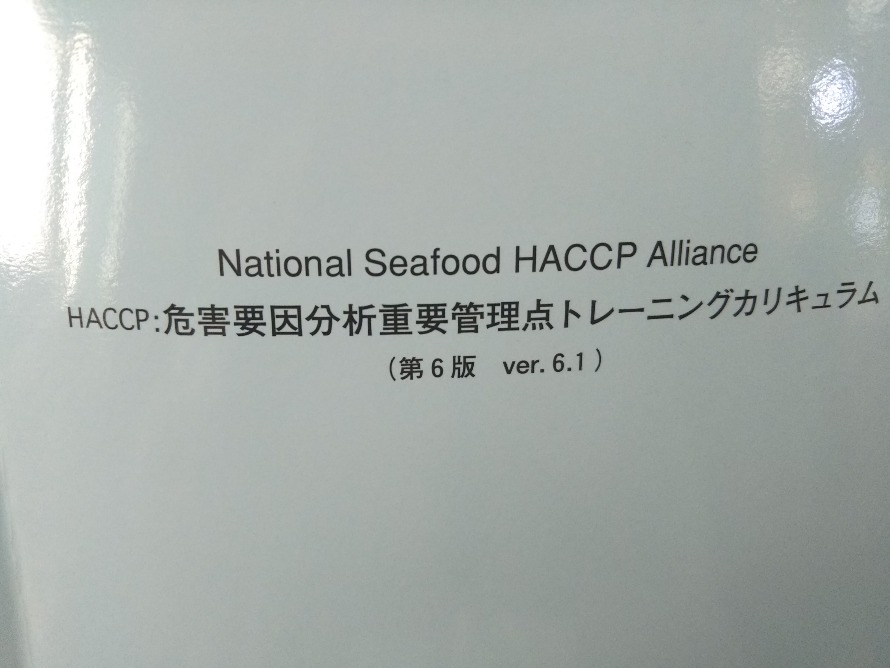 National Seafood HACCP Alliance
HACCP:危害要因分析重要管理点トレーニングカリキュラム
（第6版　ver. 6.1）